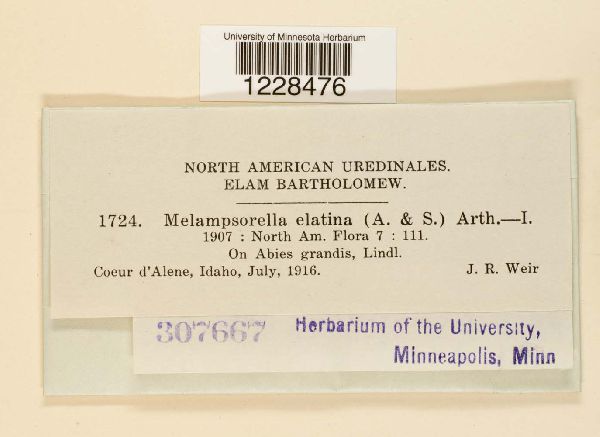 University of Minnesota Herbarium
1228476
NORTH AMERICAN UREDINALES.
ELAM BARTHOLOMEW.
1724. Melampsorella elatina (A. & S.) Arth.—I.
1907 : North Am. Flora 7 : 111.
On Abies grandis, Lindl.
Coeur d'Alene, Idaho, July, 1916. J. R. Weir
307667 Herbarium of the University,
Minneapolis, Minn